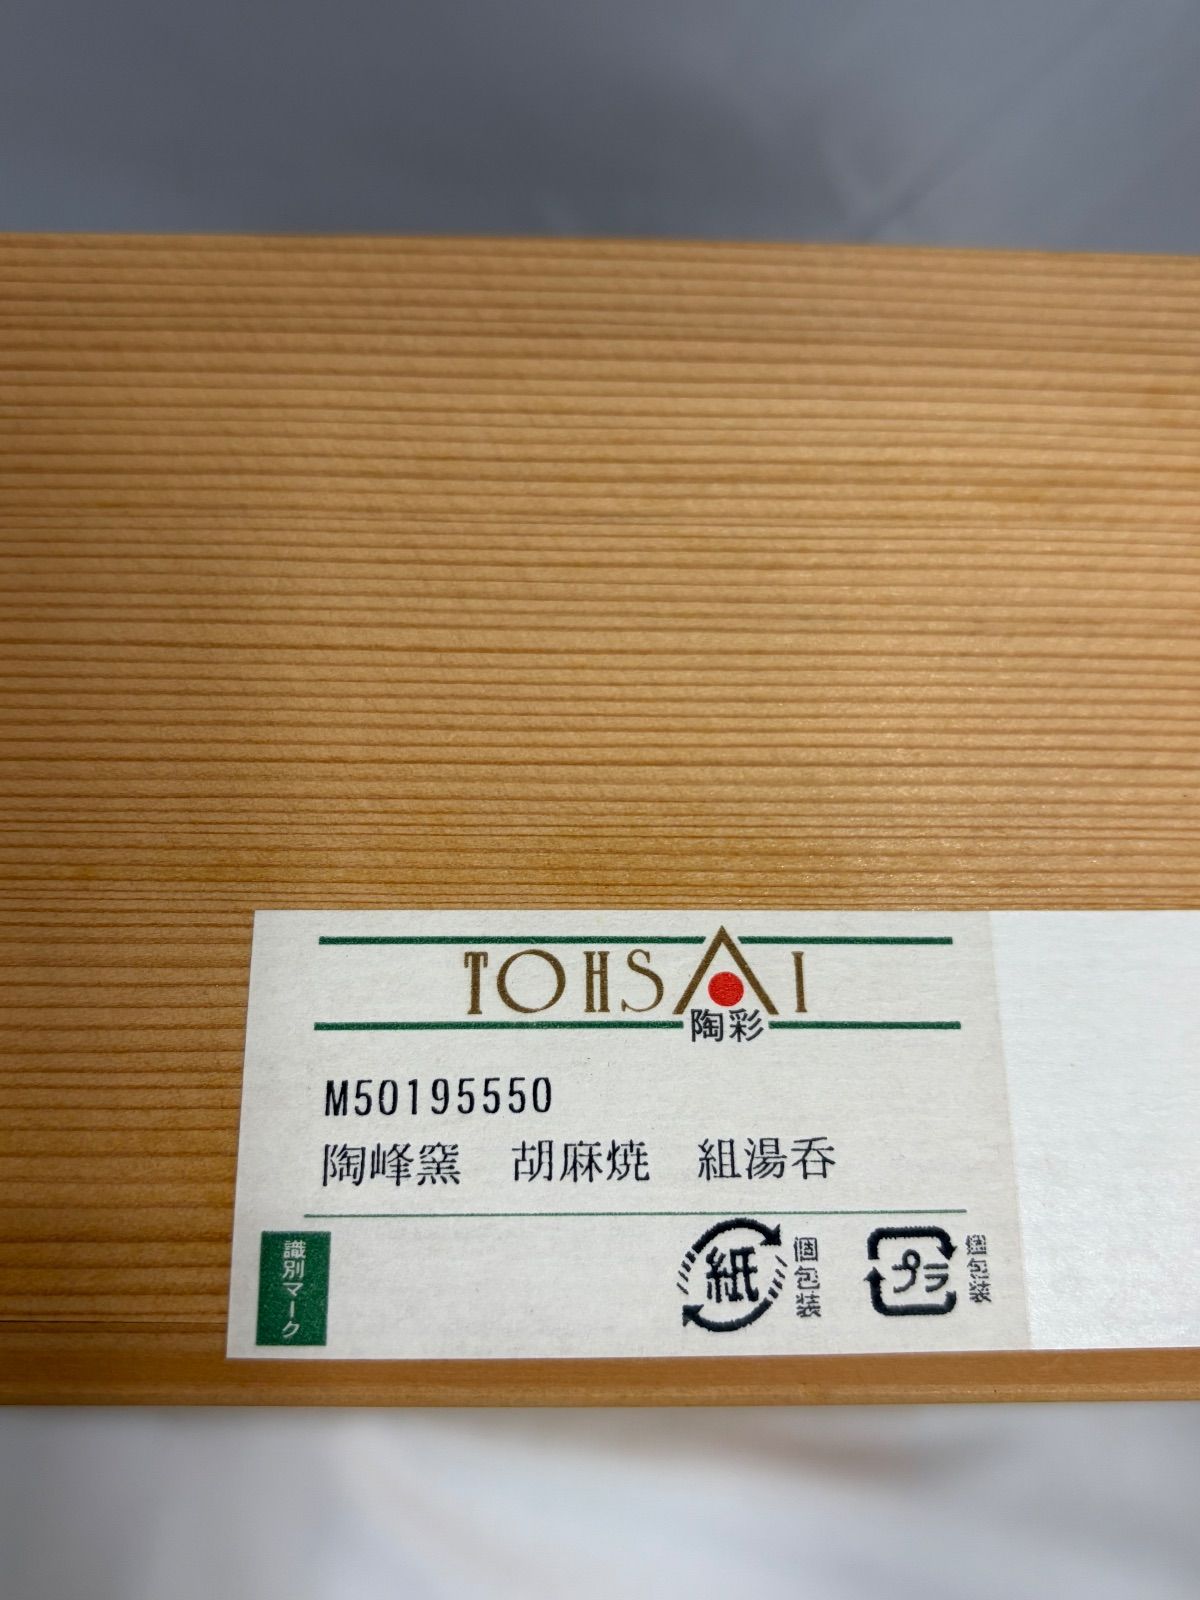 TOHSAI
陶彩
M50195550
陶峰窯 胡麻焼 組湯呑
識別マーク
紙 個包装
プラ 個包装